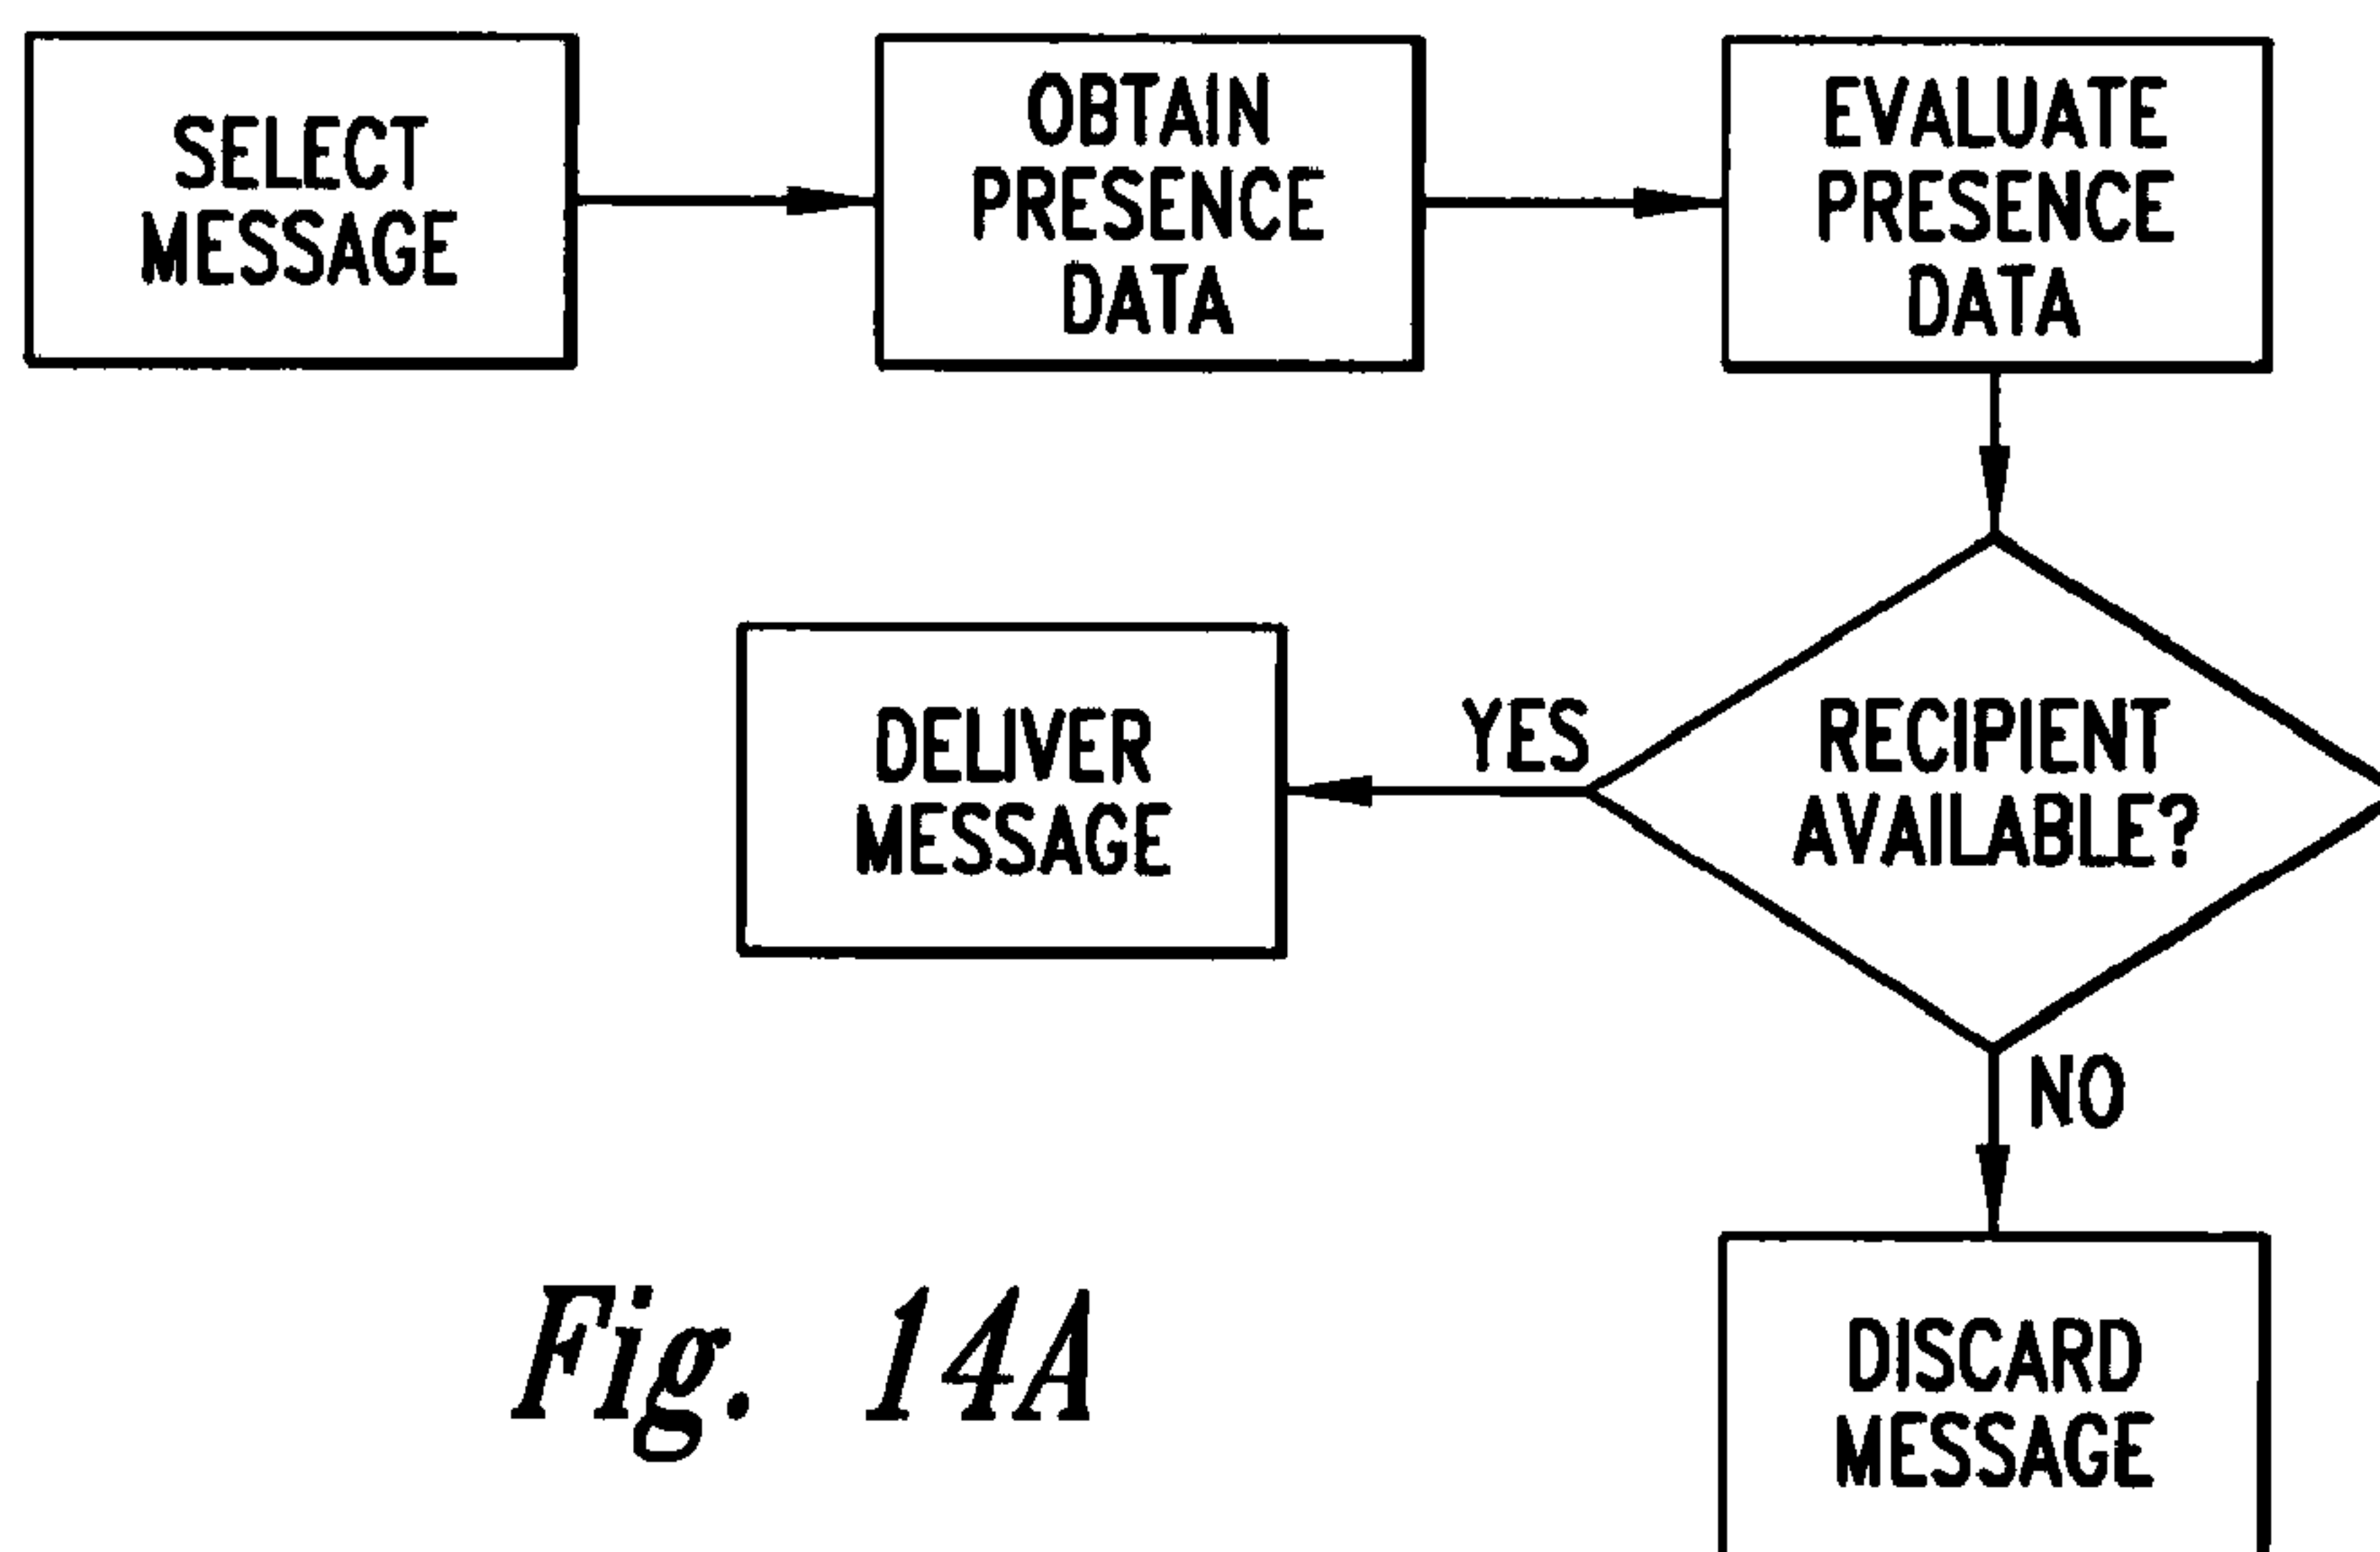 SELECT
MESSAGE
OBTAIN
PRESENCE
DATA
EVALUATE
PRESENCE
DATA
RECIPIENT
AVAILABLE?
YES
DELIVER
MESSAGE
NO
DISCARD
MESSAGE
Fig. 14A